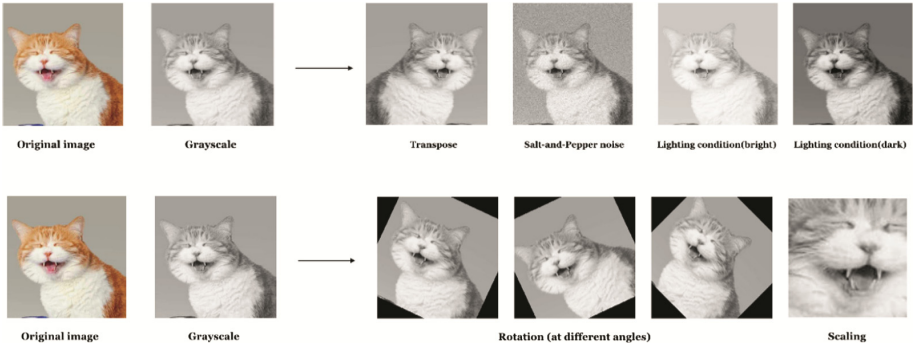 Original image
Grayscale
Transpose
Salt-and-Pepper noise
Lighting condition(bright)
Lighting condition(dark)
Original image
Grayscale
Rotation (at different angles)
Scaling